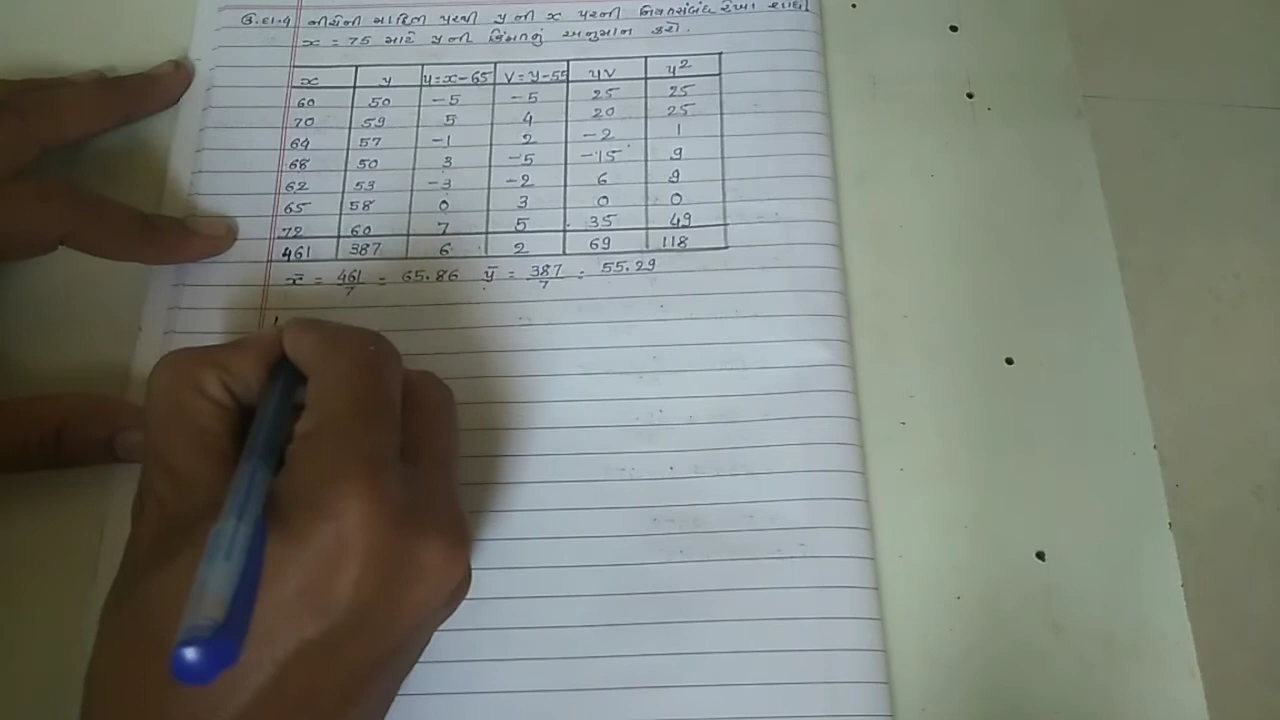 ઉ.દા-4 નીચેની માહિતી પરથી y ની x પરની નિયતસંબંધ રેખા શોધી
x = 75 માટે y ની કિંમતનું અનુમાન કરો.
x y u=x-65 v=y-55 uv u²
60 50 -5 -5 25 25
70 59 5 4 20 25
64 57 -1 2 -2 1
68 50 3 -5 -15 9
62 53 -3 -2 6 9
65 58 0 3 0 0
72 60 7 5 35 49
461 387 6 2 69 118
x̄ = 461/7 = 65.86 ȳ = 387/7 = 55.29